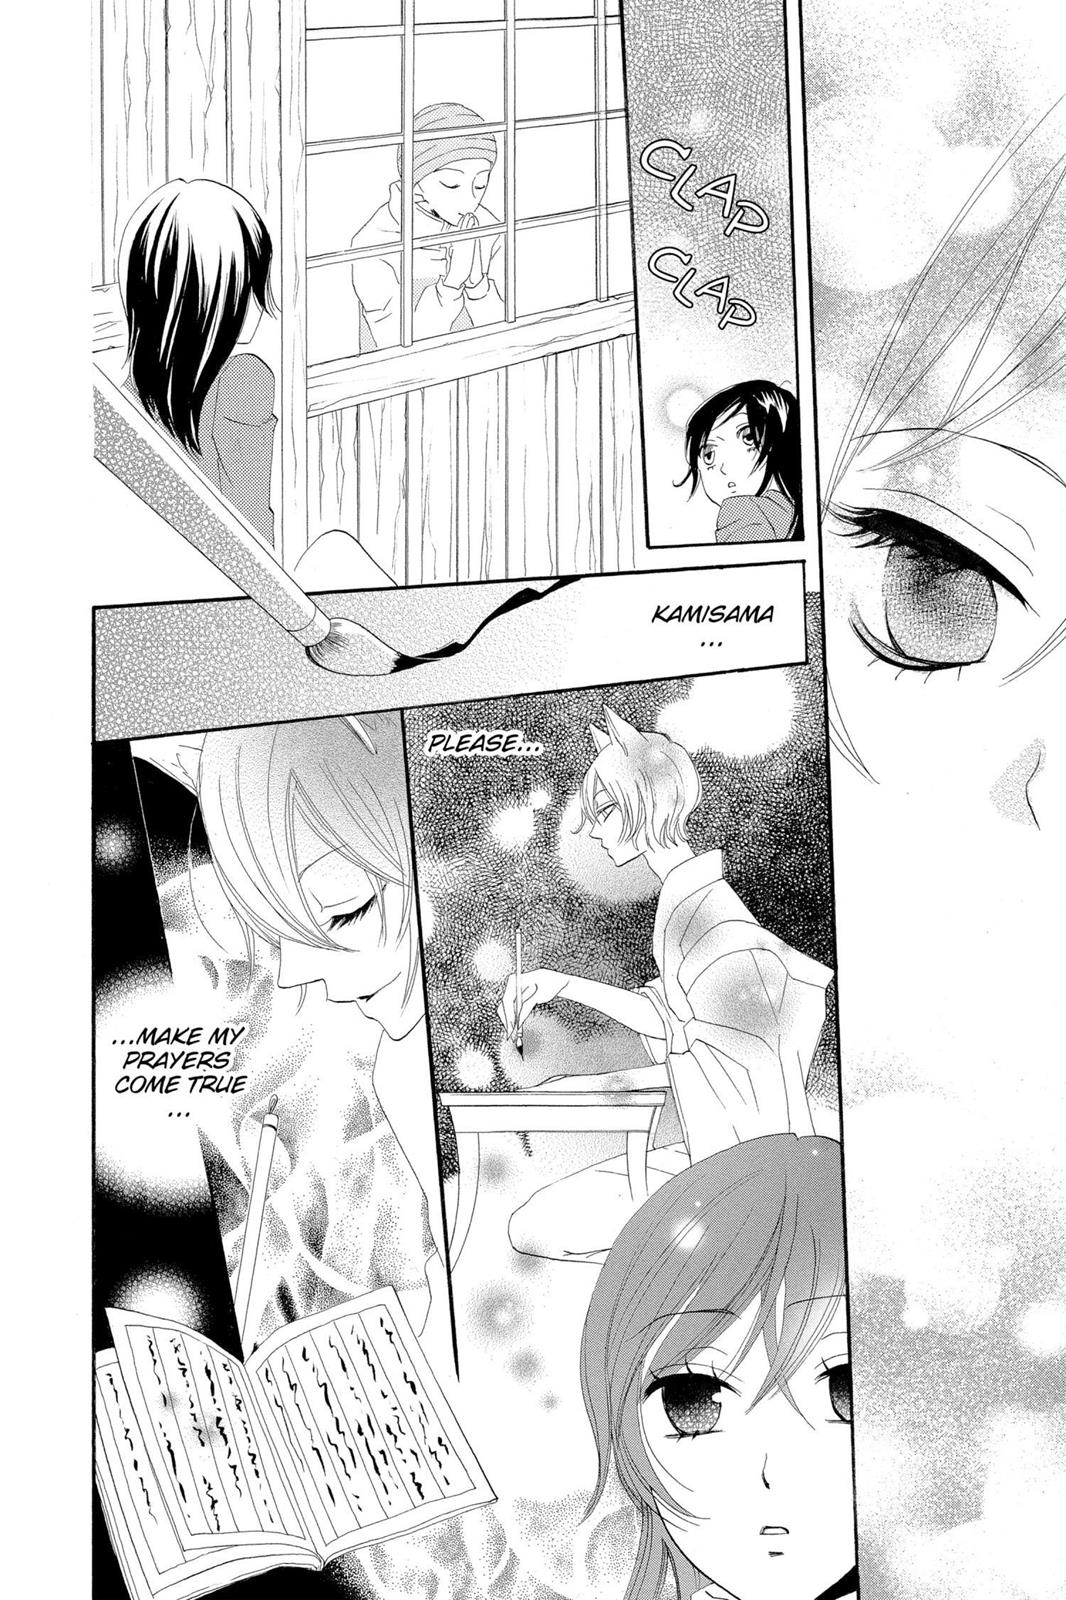 CLAP
CLAP
KAMISAMA
...
PLEASE...
...MAKE MY
PRAYERS
COME TRUE
...